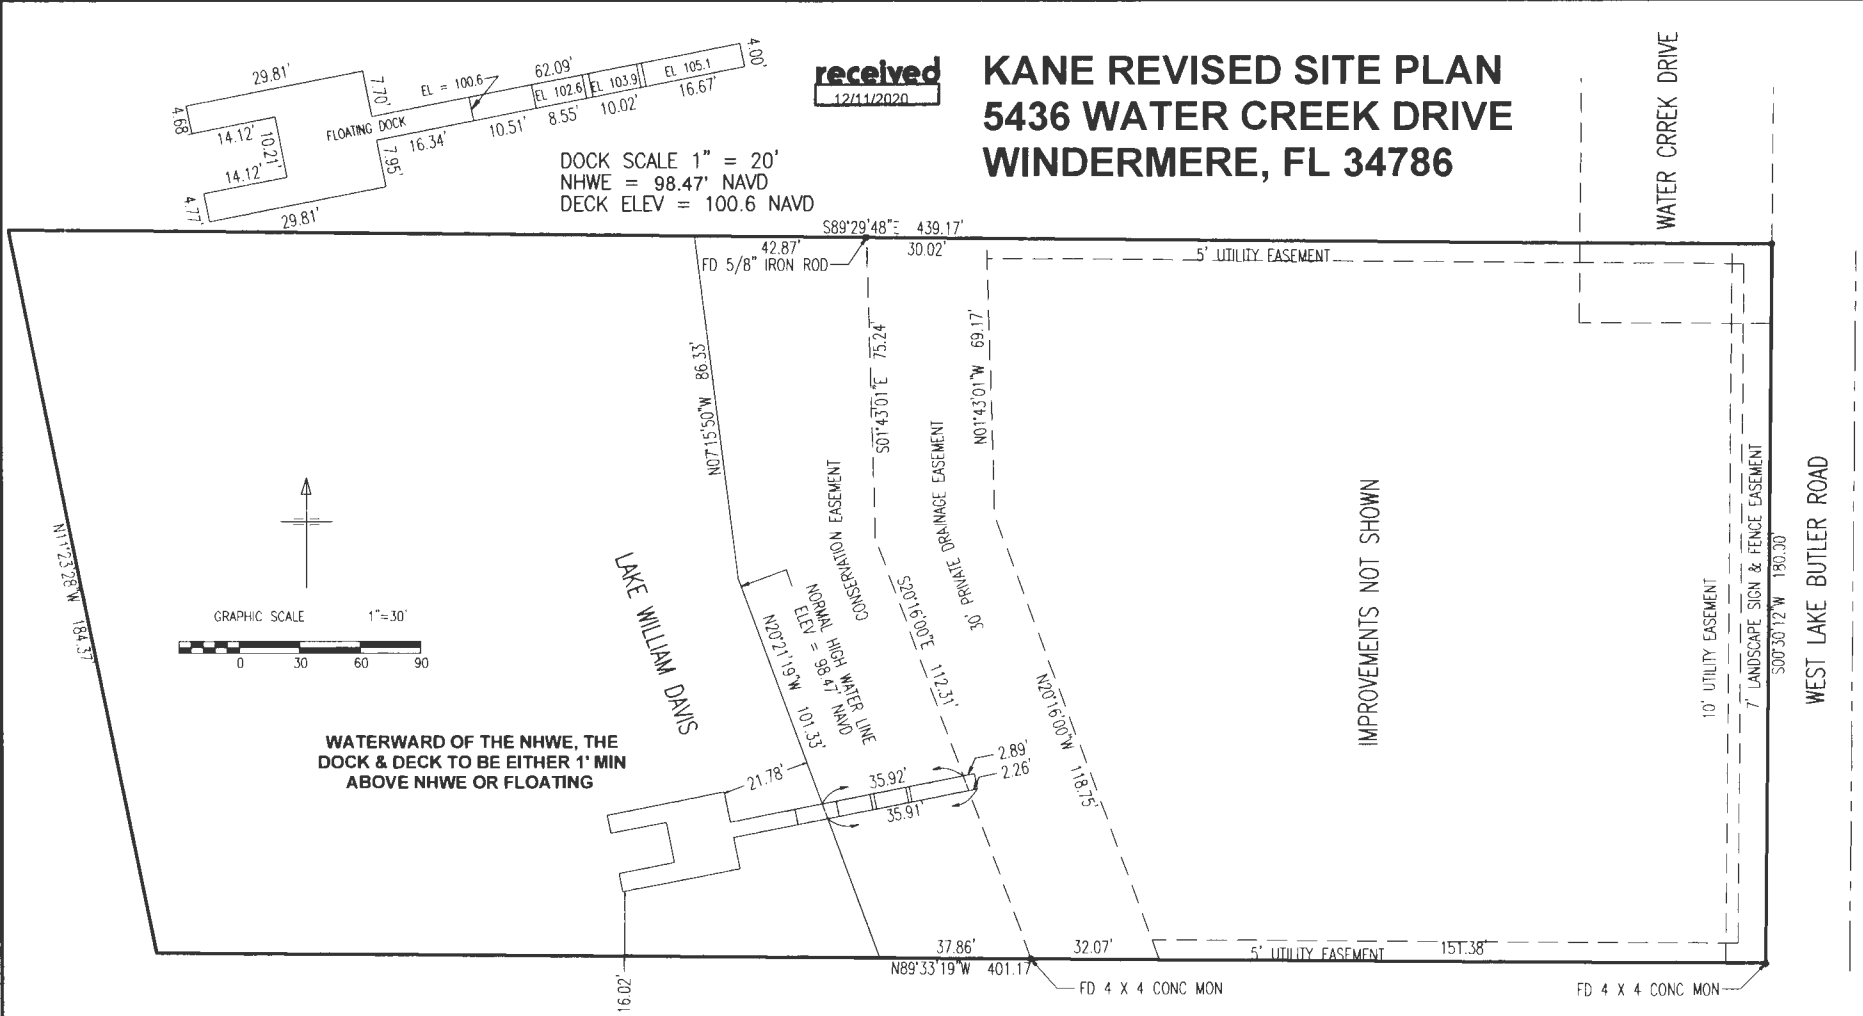 received
12/11/2020
KANE REVISED SITE PLAN
5436 WATER CREEK DRIVE
WINDERMERE, FL 34786
29.81'
7.70'
4.68
14.12'
10.21'
14.12'
4.77'
29.81'
7.95'
FLOATING DOCK
16.34'
EL = 100.6
62.09'
EL 102.6
EL 103.9
EL 105.1
4.00'
10.51'
8.55'
10.02'
16.67'
DOCK SCALE 1" = 20'
NHWE = 98.47' NAVD
DECK ELEV = 100.6 NAVD
WATER CRREK DRIVE
S89°29'48"E 439.17'
42.87'
30.02'
FD 5/8" IRON ROD
5' UTILITY EASEMENT
N07°15'50"W 86.33'
S01°43'01"E 75.24'
N01°43'01"W 69.17'
CONSERVATION EASEMENT
30' PRIVATE DRAINAGE EASEMENT
N11°23'28"W 184.37'
GRAPHIC SCALE 1"=30'
0 30 60 90
LAKE WILLIAM DAVIS
NORMAL HIGH WATER LINE
ELEV = 98.47' NAVD
N20°21'19"W 101.33'
S20°16'00"E 112.31'
N20°16'00"W 118.75'
IMPROVEMENTS NOT SHOWN
10' UTILITY EASEMENT
7' LANDSCAPE SIGN & FENCE EASEMENT
S00°30'12"W 180.00'
WEST LAKE BUTLER ROAD
WATERWARD OF THE NHWE, THE
DOCK & DECK TO BE EITHER 1' MIN
ABOVE NHWE OR FLOATING
21.78'
35.92'
35.91'
2.89'
2.26'
16.02'
37.86'
32.07'
5' UTILITY EASEMENT
151.38'
N89°33'19"W 401.17'
FD 4 X 4 CONC MON
FD 4 X 4 CONC MON